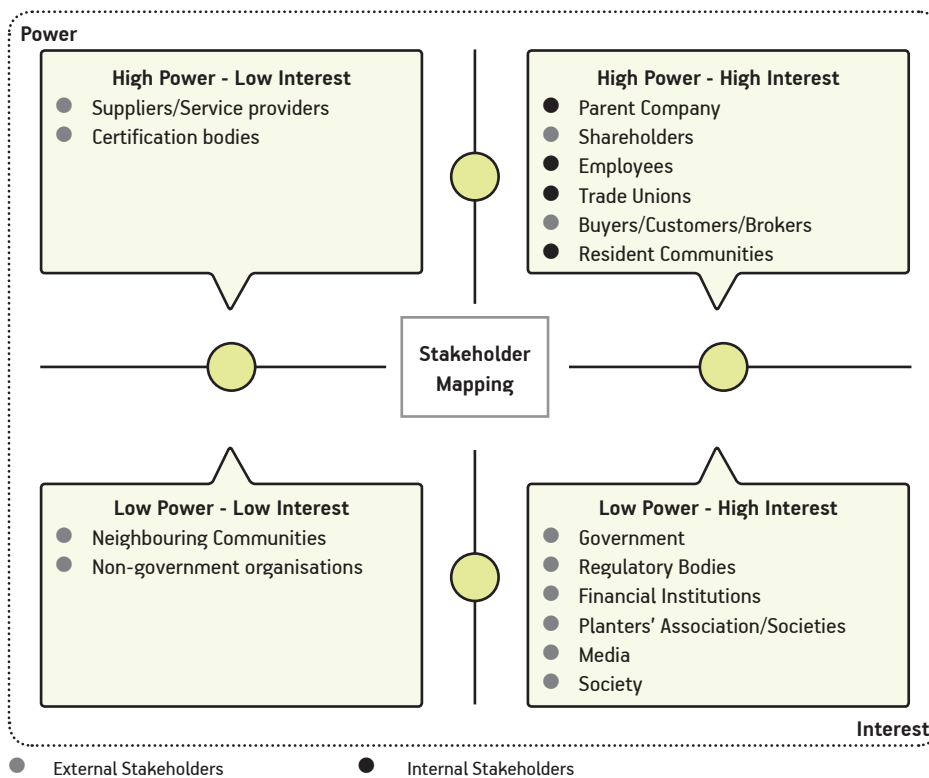 Power
High Power - Low Interest
Suppliers/Service providers
Certification bodies
High Power - High Interest
Parent Company
Shareholders
Employees
Trade Unions
Buyers/Customers/Brokers
Resident Communities
Stakeholder
Mapping
Low Power - Low Interest
Neighbouring Communities
Non-government organisations
Low Power - High Interest
Government
Regulatory Bodies
Financial Institutions
Planters' Association/Societies
Media
Society
Interest
External Stakeholders
Internal Stakeholders